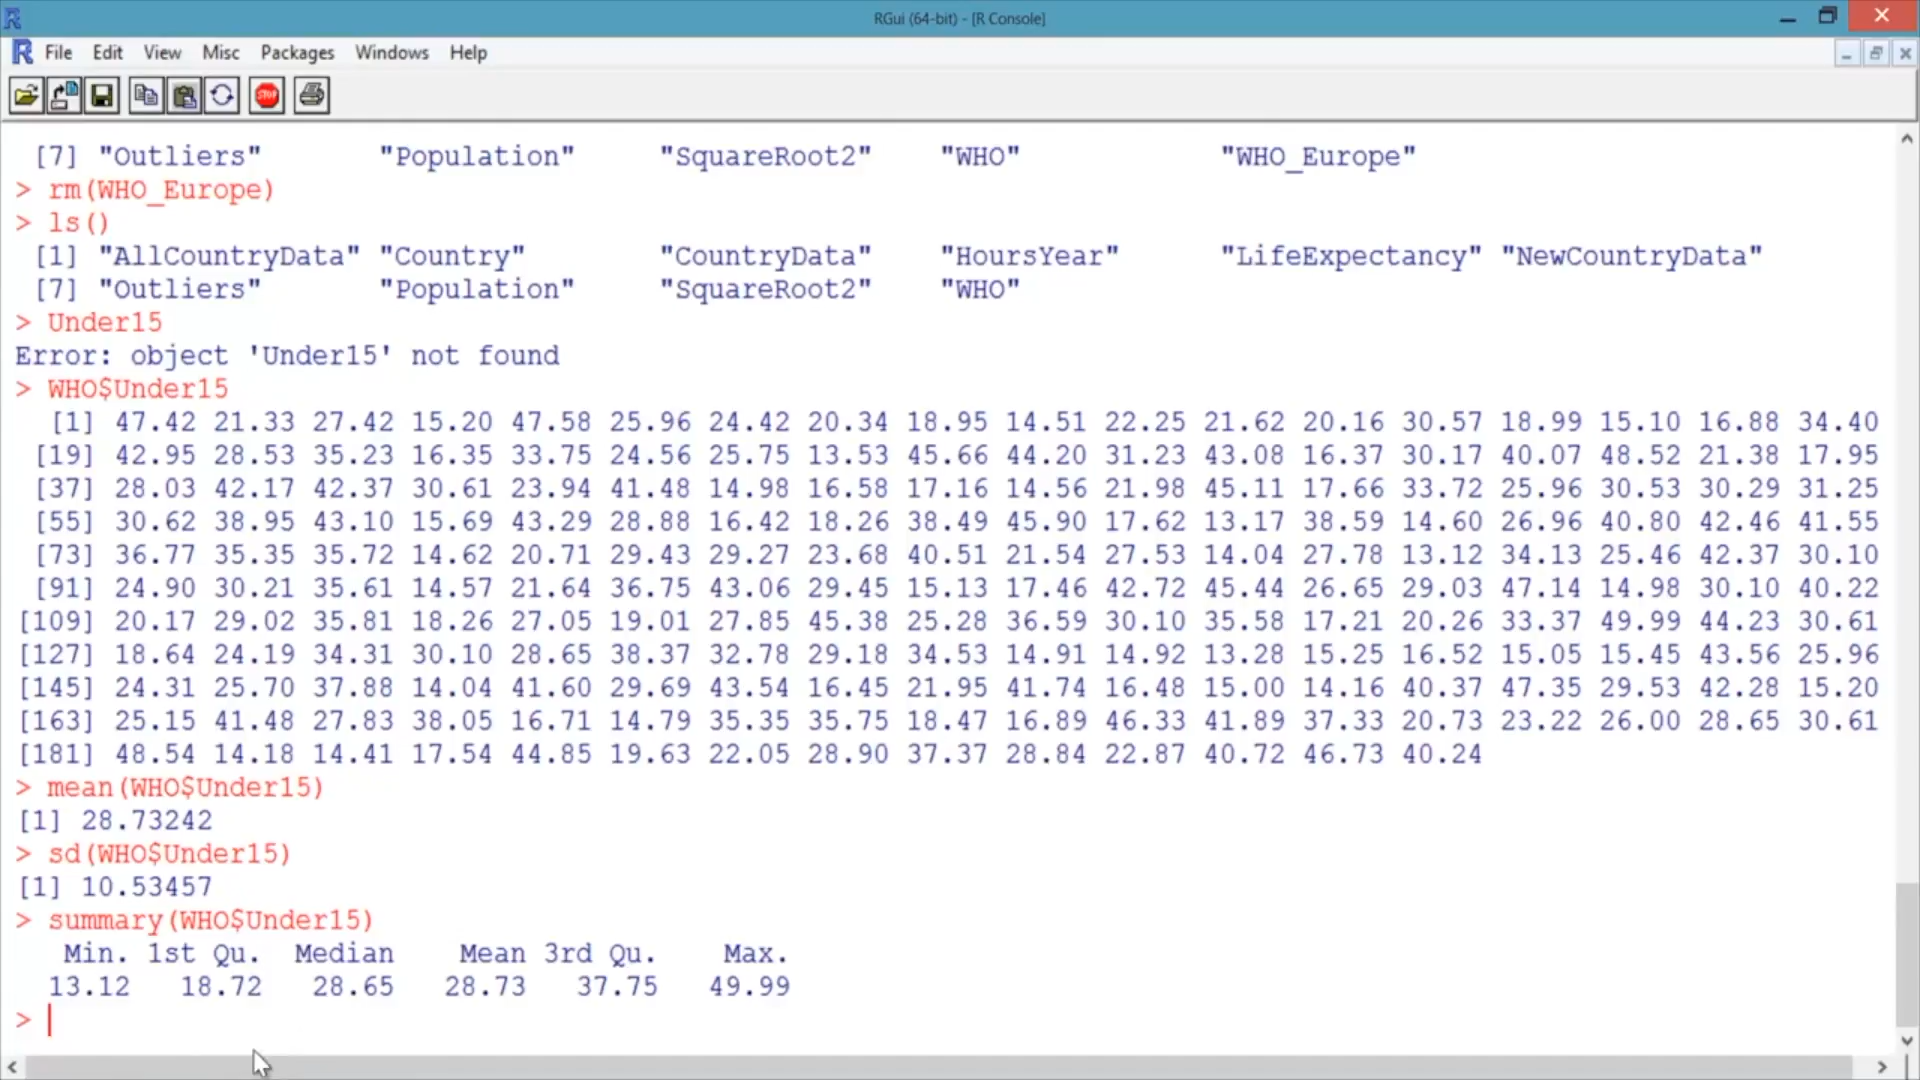 RGui (64-bit) - [R Console]
File Edit View Misc Packages Windows Help
STOP
[7] "Outliers" "Population" "SquareRoot2" "WHO" "WHO_Europe"
> rm(WHO_Europe)
> ls()
[1] "AllCountryData" "Country" "CountryData" "HoursYear" "LifeExpectancy" "NewCountryData"
[7] "Outliers" "Population" "SquareRoot2" "WHO"
> Under15
Error: object 'Under15' not found
> WHO$Under15
[1] 47.42 21.33 27.42 15.20 47.58 25.96 24.42 20.34 18.95 14.51 22.25 21.62 20.16 30.57 18.99 15.10 16.88 34.40
[19] 42.95 28.53 35.23 16.35 33.75 24.56 25.75 13.53 45.66 44.20 31.23 43.08 16.37 30.17 40.07 48.52 21.38 17.95
[37] 28.03 42.17 42.37 30.61 23.94 41.48 14.98 16.58 17.16 14.56 21.98 45.11 17.66 33.72 25.96 30.53 30.29 31.25
[55] 30.62 38.95 43.10 15.69 43.29 28.88 16.42 18.26 38.49 45.90 17.62 13.17 38.59 14.60 26.96 40.80 42.46 41.55
[73] 36.77 35.35 35.72 14.62 20.71 29.43 29.27 23.68 40.51 21.54 27.53 14.04 27.78 13.12 34.13 25.46 42.37 30.10
[91] 24.90 30.21 35.61 14.57 21.64 36.75 43.06 29.45 15.13 17.46 42.72 45.44 26.65 29.03 47.14 14.98 30.10 40.22
[109] 20.17 29.02 35.81 18.26 27.05 19.01 27.85 45.38 25.28 36.59 30.10 35.58 17.21 20.26 33.37 49.99 44.23 30.61
[127] 18.64 24.19 34.31 30.10 28.65 38.37 32.78 29.18 34.53 14.91 14.92 13.28 15.25 16.52 15.05 15.45 43.56 25.96
[145] 24.31 25.70 37.88 14.04 41.60 29.69 43.54 16.45 21.95 41.74 16.48 15.00 14.16 40.37 47.35 29.53 42.28 15.20
[163] 25.15 41.48 27.83 38.05 16.71 14.79 35.35 35.75 18.47 16.89 46.33 41.89 37.33 20.73 23.22 26.00 28.65 30.61
[181] 48.54 14.18 14.41 17.54 44.85 19.63 22.05 28.90 37.37 28.84 22.87 40.72 46.73 40.24
> mean(WHO$Under15)
[1] 28.73242
> sd(WHO$Under15)
[1] 10.53457
> summary(WHO$Under15)
Min. 1st Qu. Median Mean 3rd Qu. Max.
13.12 18.72 28.65 28.73 37.75 49.99
>